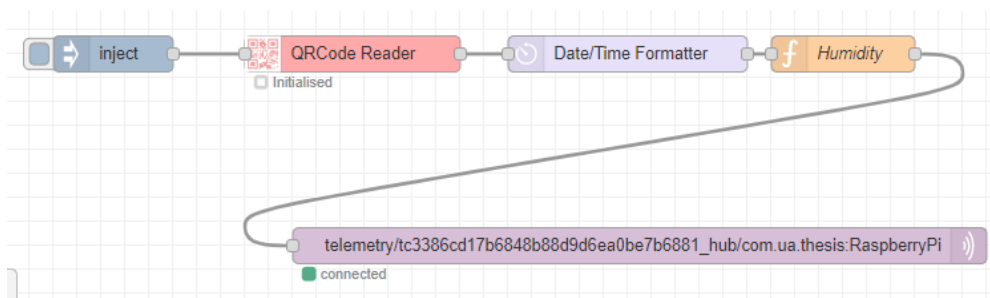 inject
QRCode Reader
Date/Time Formatter
Humidity
Initialised
telemetry/tc3386cd17b6848b88d9d6ea0be7b6881_hub/com.ua.thesis:RaspberryPi
connected